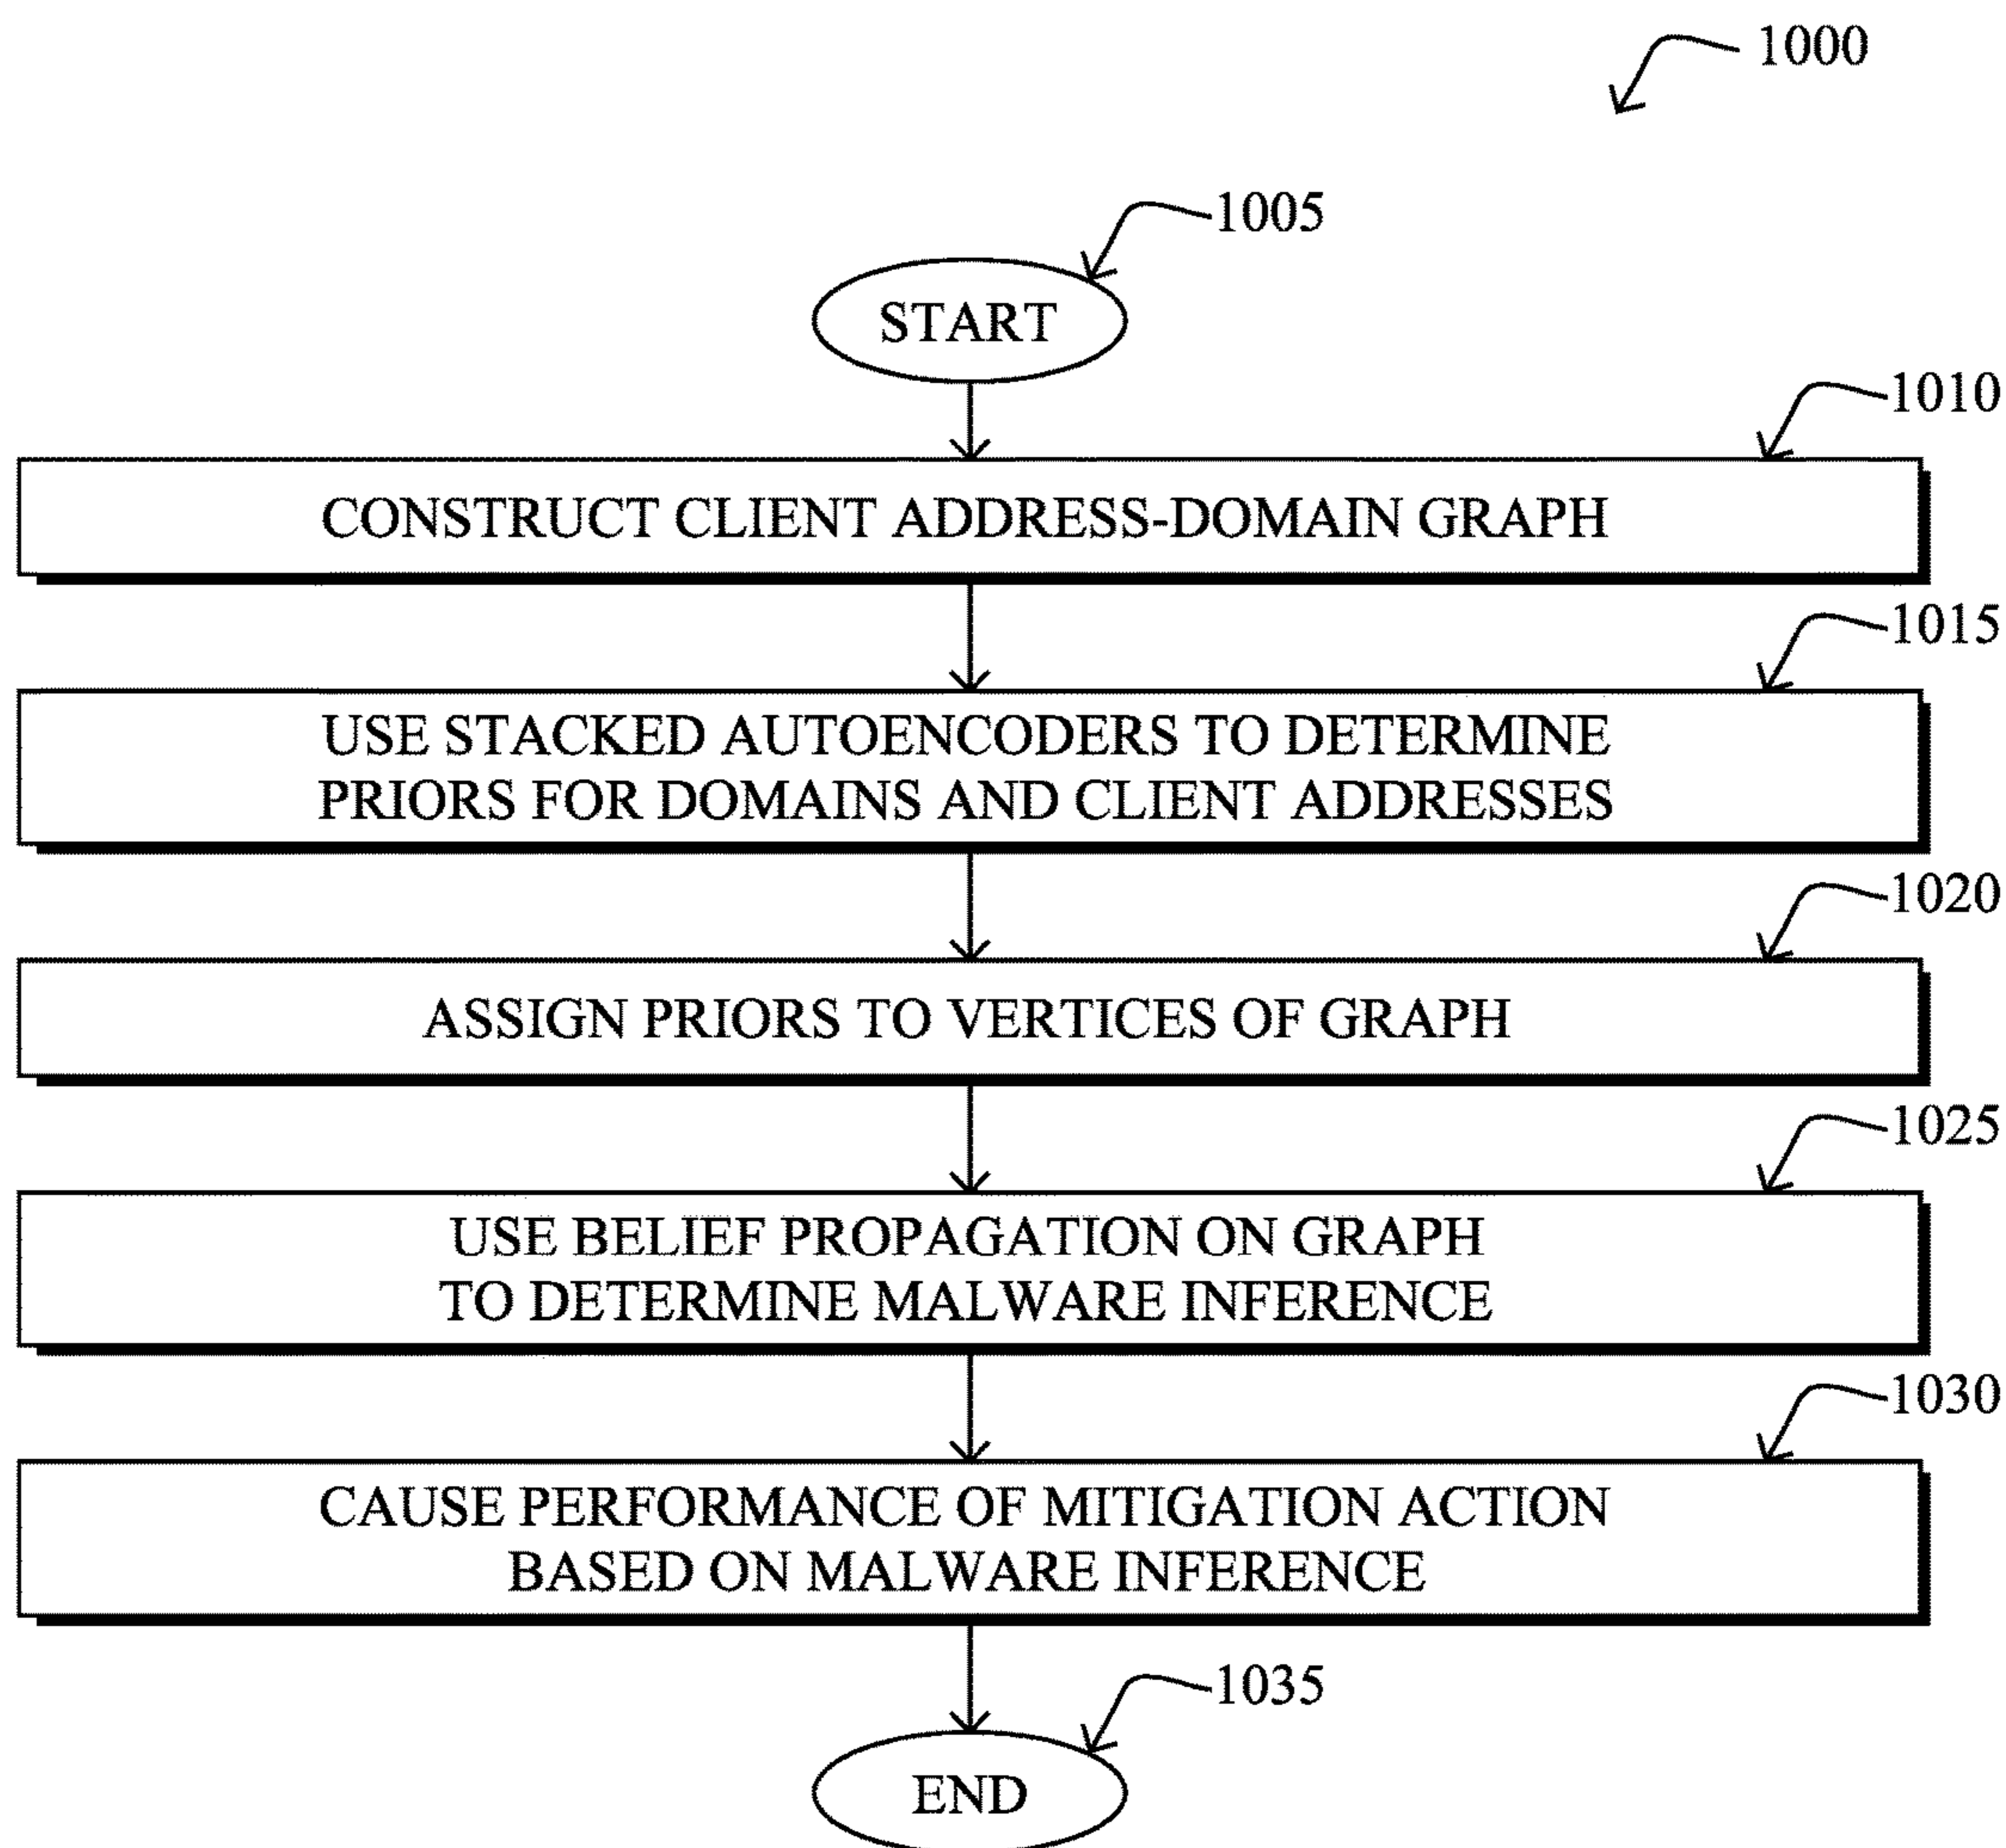 1000
1005
START
1010
CONSTRUCT CLIENT ADDRESS-DOMAIN GRAPH
1015
USE STACKED AUTOENCODERS TO DETERMINE
PRIORS FOR DOMAINS AND CLIENT ADDRESSES
1020
ASSIGN PRIORS TO VERTICES OF GRAPH
1025
USE BELIEF PROPAGATION ON GRAPH
TO DETERMINE MALWARE INFERENCE
1030
CAUSE PERFORMANCE OF MITIGATION ACTION
BASED ON MALWARE INFERENCE
1035
END